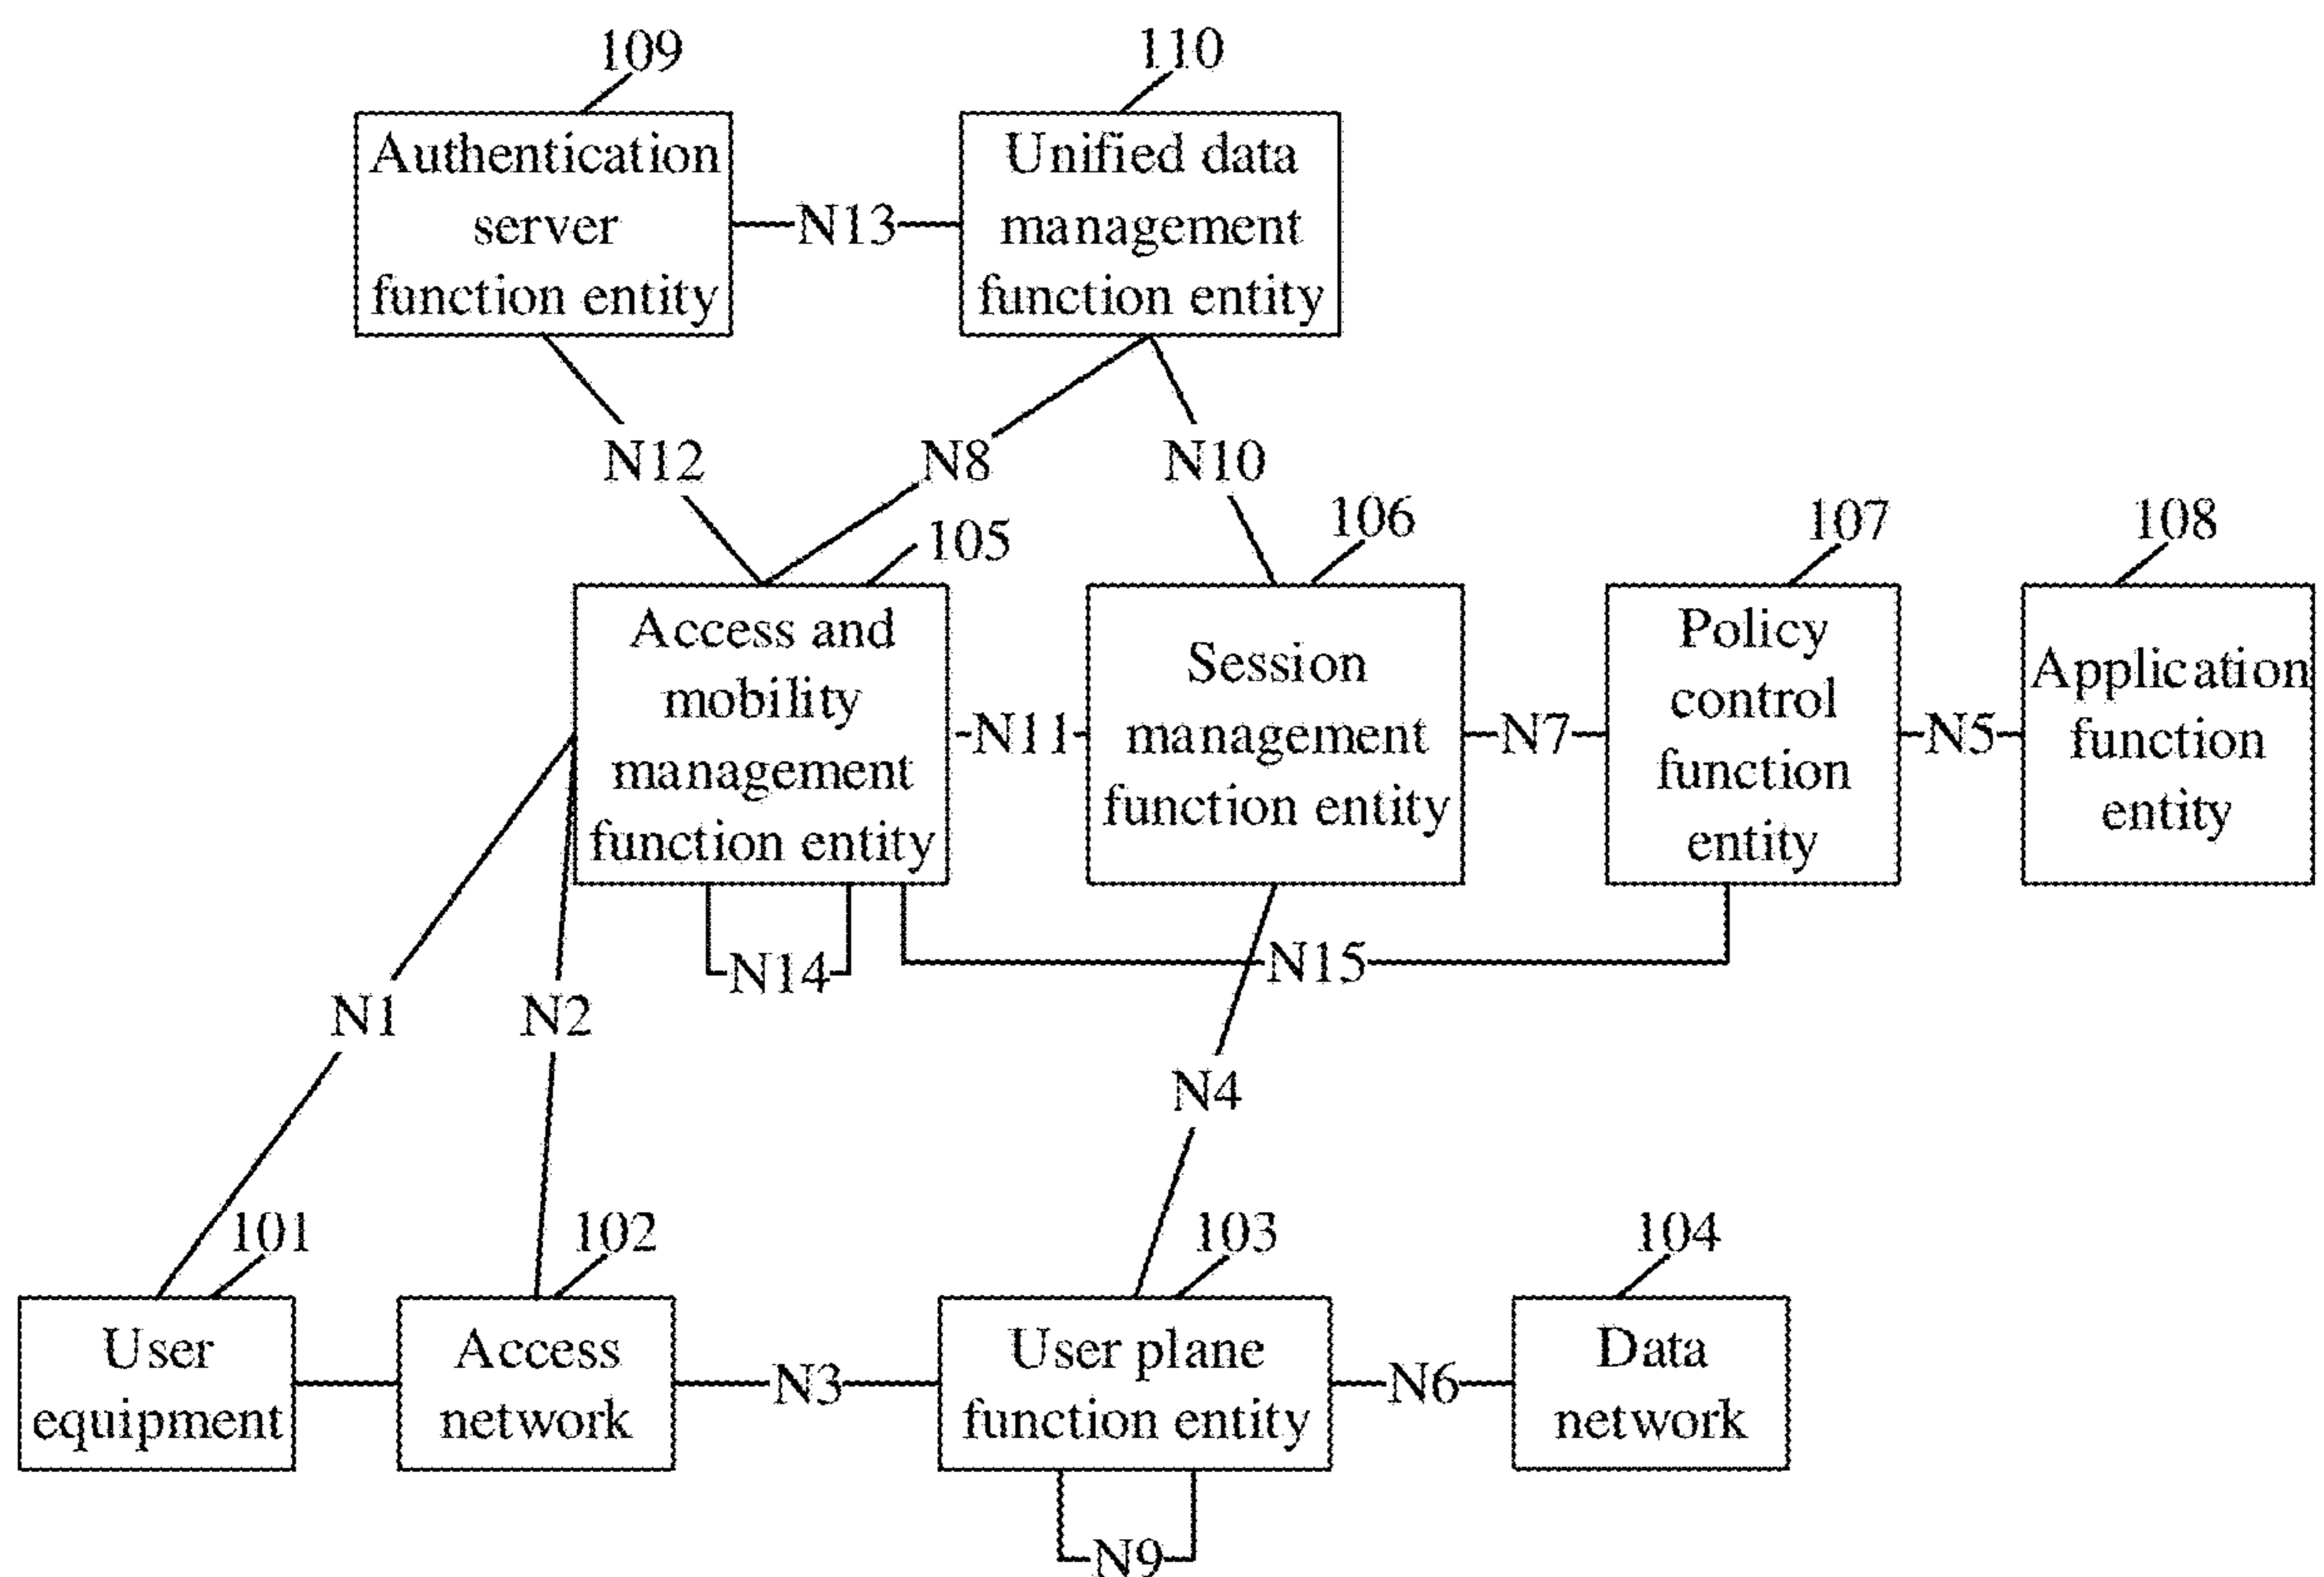 109
110
Authentication
server
function entity
N13
Unified data
management
function entity
N12
N8
N10
105
106
107
108
Access and
mobility
management
function entity
N11
Session
management
function entity
N7
Policy
control
function
entity
N5
Application
function
entity
N14
N15
N1
N2
N4
101
102
103
104
User
equipment
Access
network
N3
User plane
function entity
N6
Data
network
N9